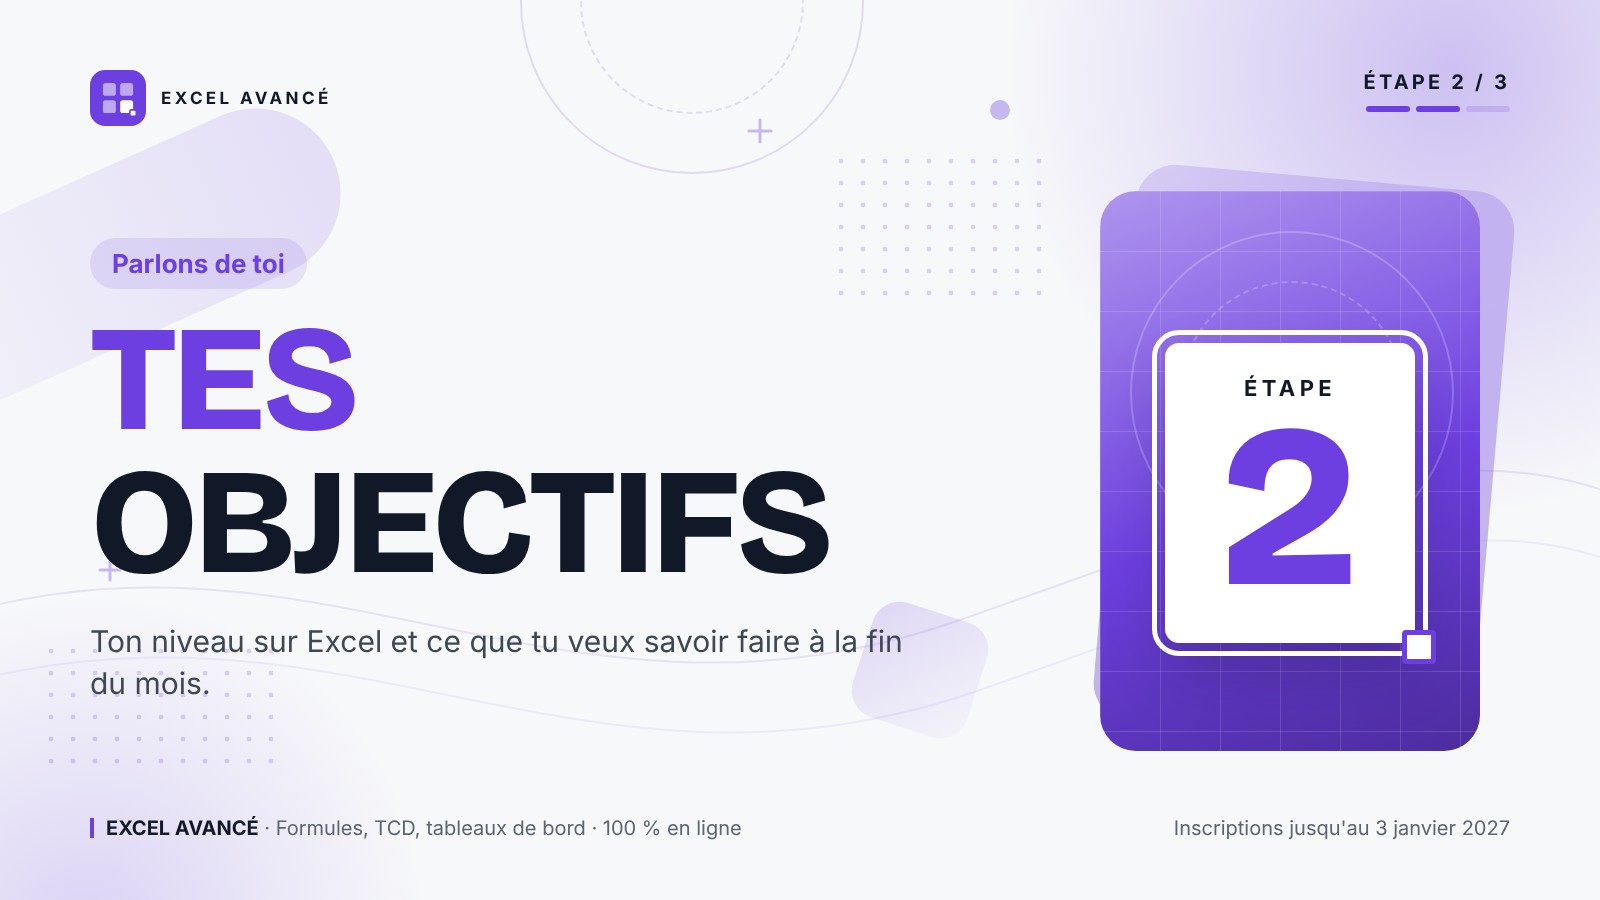 EXCEL AVANCÉ
ÉTAPE 2 / 3
Parlons de toi
TES
OBJECTIFS
Ton niveau sur Excel et ce que tu veux savoir faire à la fin
du mois.
ÉTAPE
2
EXCEL AVANCÉ · Formules, TCD, tableaux de bord · 100 % en ligne
Inscriptions jusqu'au 3 janvier 2027